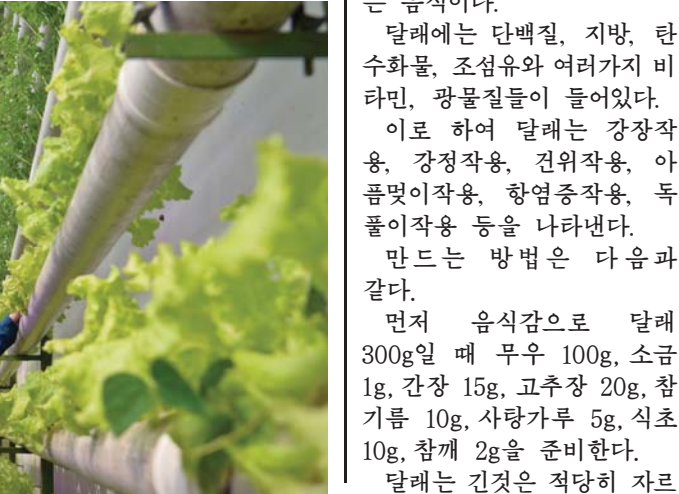 는 음식이다.
달래에는 단백질, 지방, 탄
수화물, 조섬유와 여러가지 비
타민, 광물질들이 들어있다.
이로 하여 달래는 강장작
용, 강정작용, 건위작용, 아
픔멎이작용, 항염증작용, 독
풀이작용 등을 나타낸다.
만드는 방법은 다음과
같다.
먼저 음식감으로 달래
300g일 때 무우 100g, 소금
1g, 간장 15g, 고추장 20g, 참
기름 10g, 사탕가루 5g, 식초
10g, 참깨 2g을 준비한다.
달래는 긴것은 적당히 자르